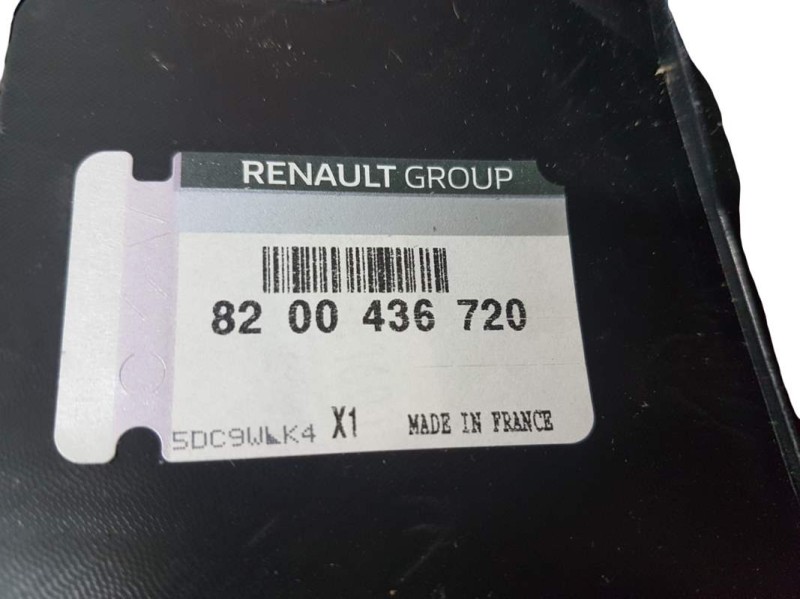 RENAULT GROUP
82 00 436 720
X1 MADE IN FRANCE